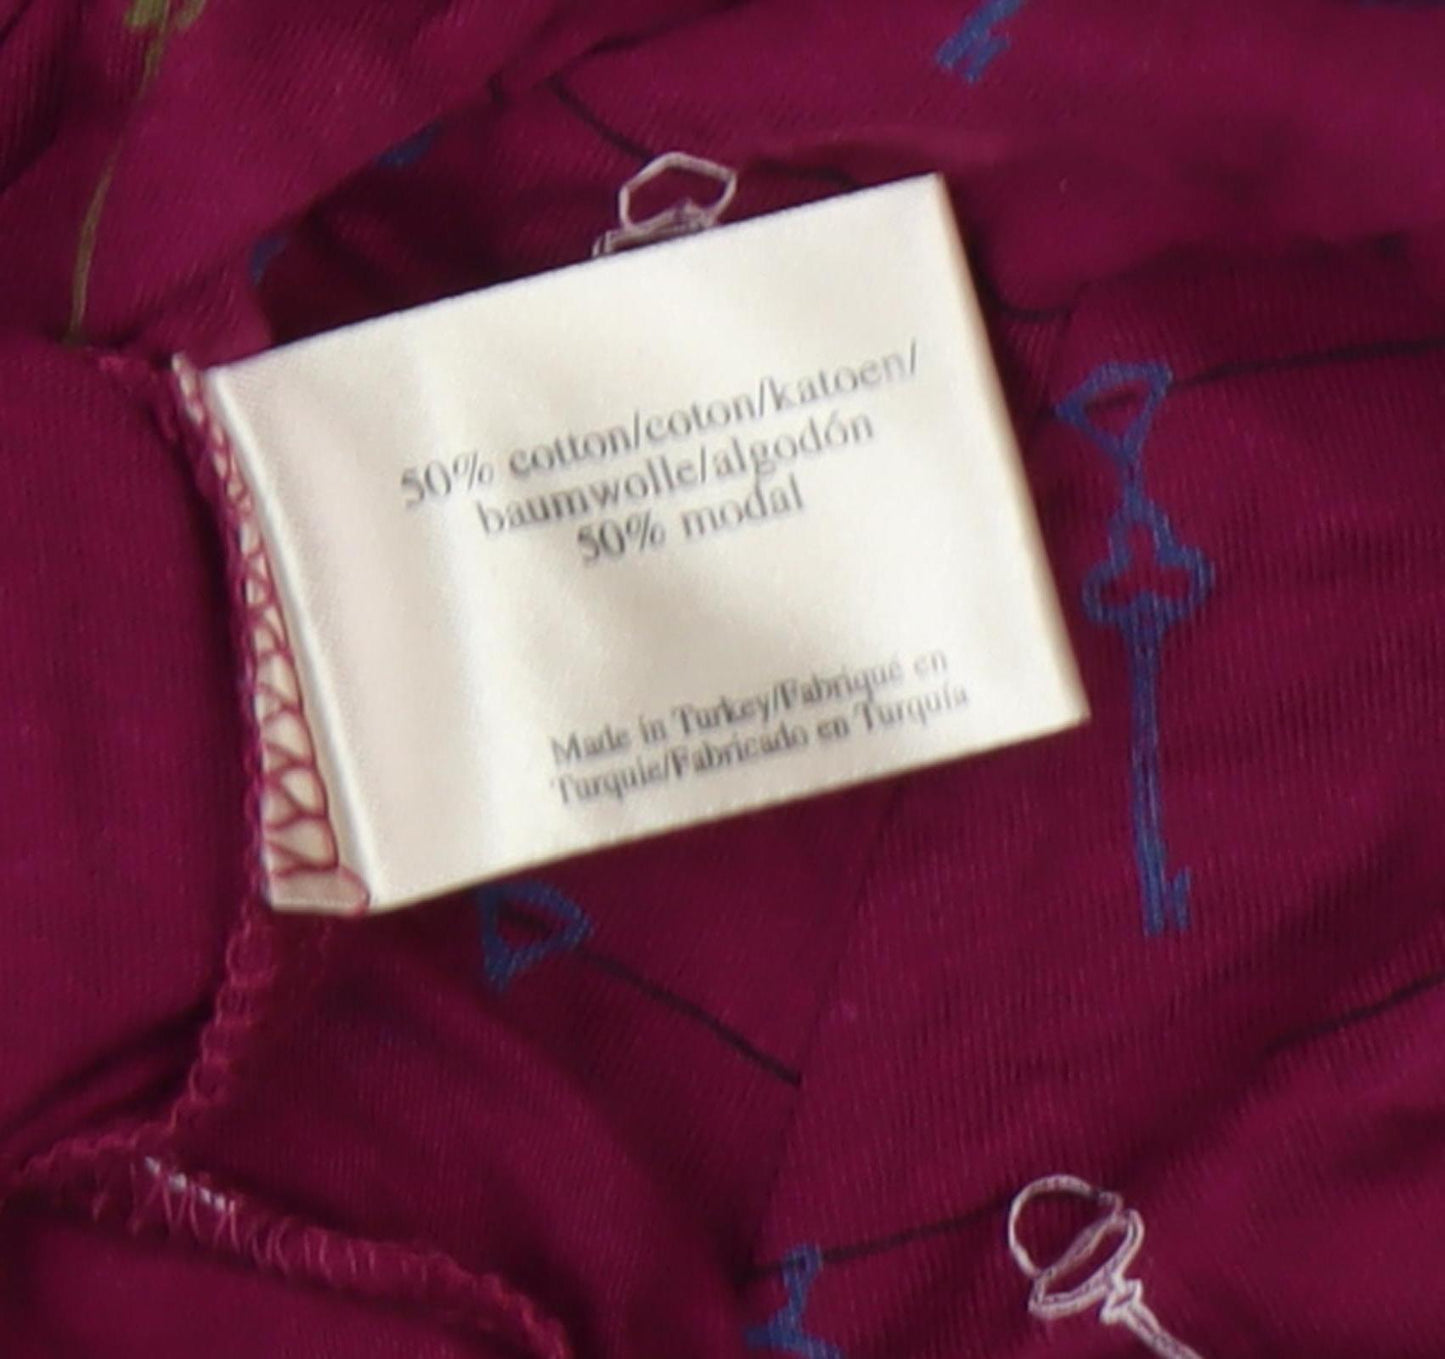 50% cotton/coton/katoen/
baumwolle/algodón
50% modal
Made in Turkey/Fabriqué en
Turquie/Fabricado en Turquía